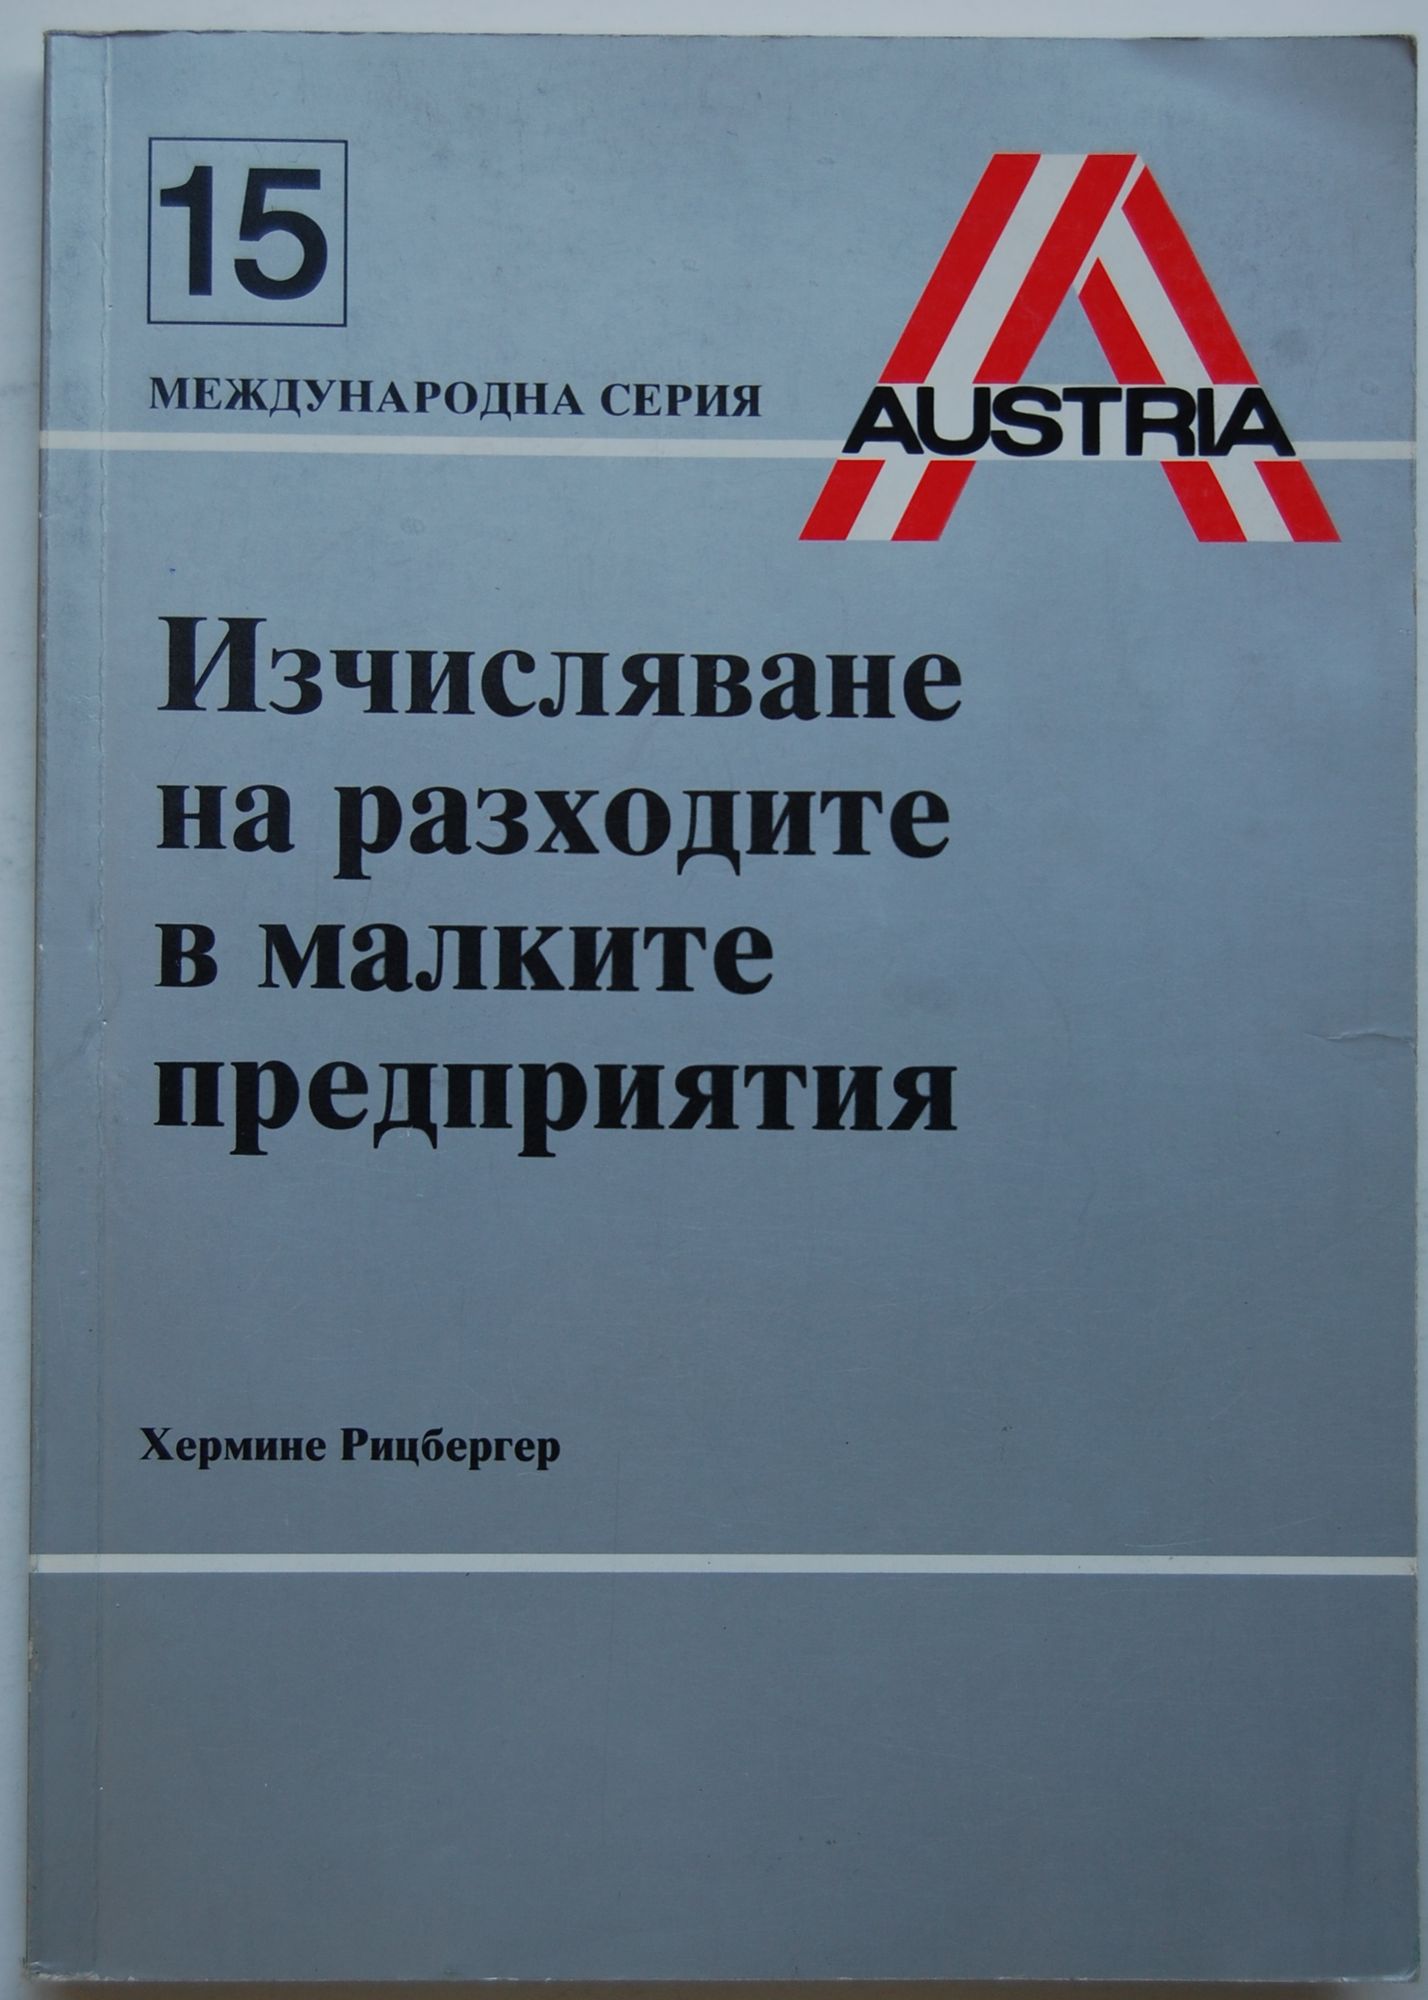 15
МЕЖДУНАРОДНА СЕРИЯ
AUSTRIA
Изчисляване
на разходите
в малките
предприятия
Хермине Рицбергер